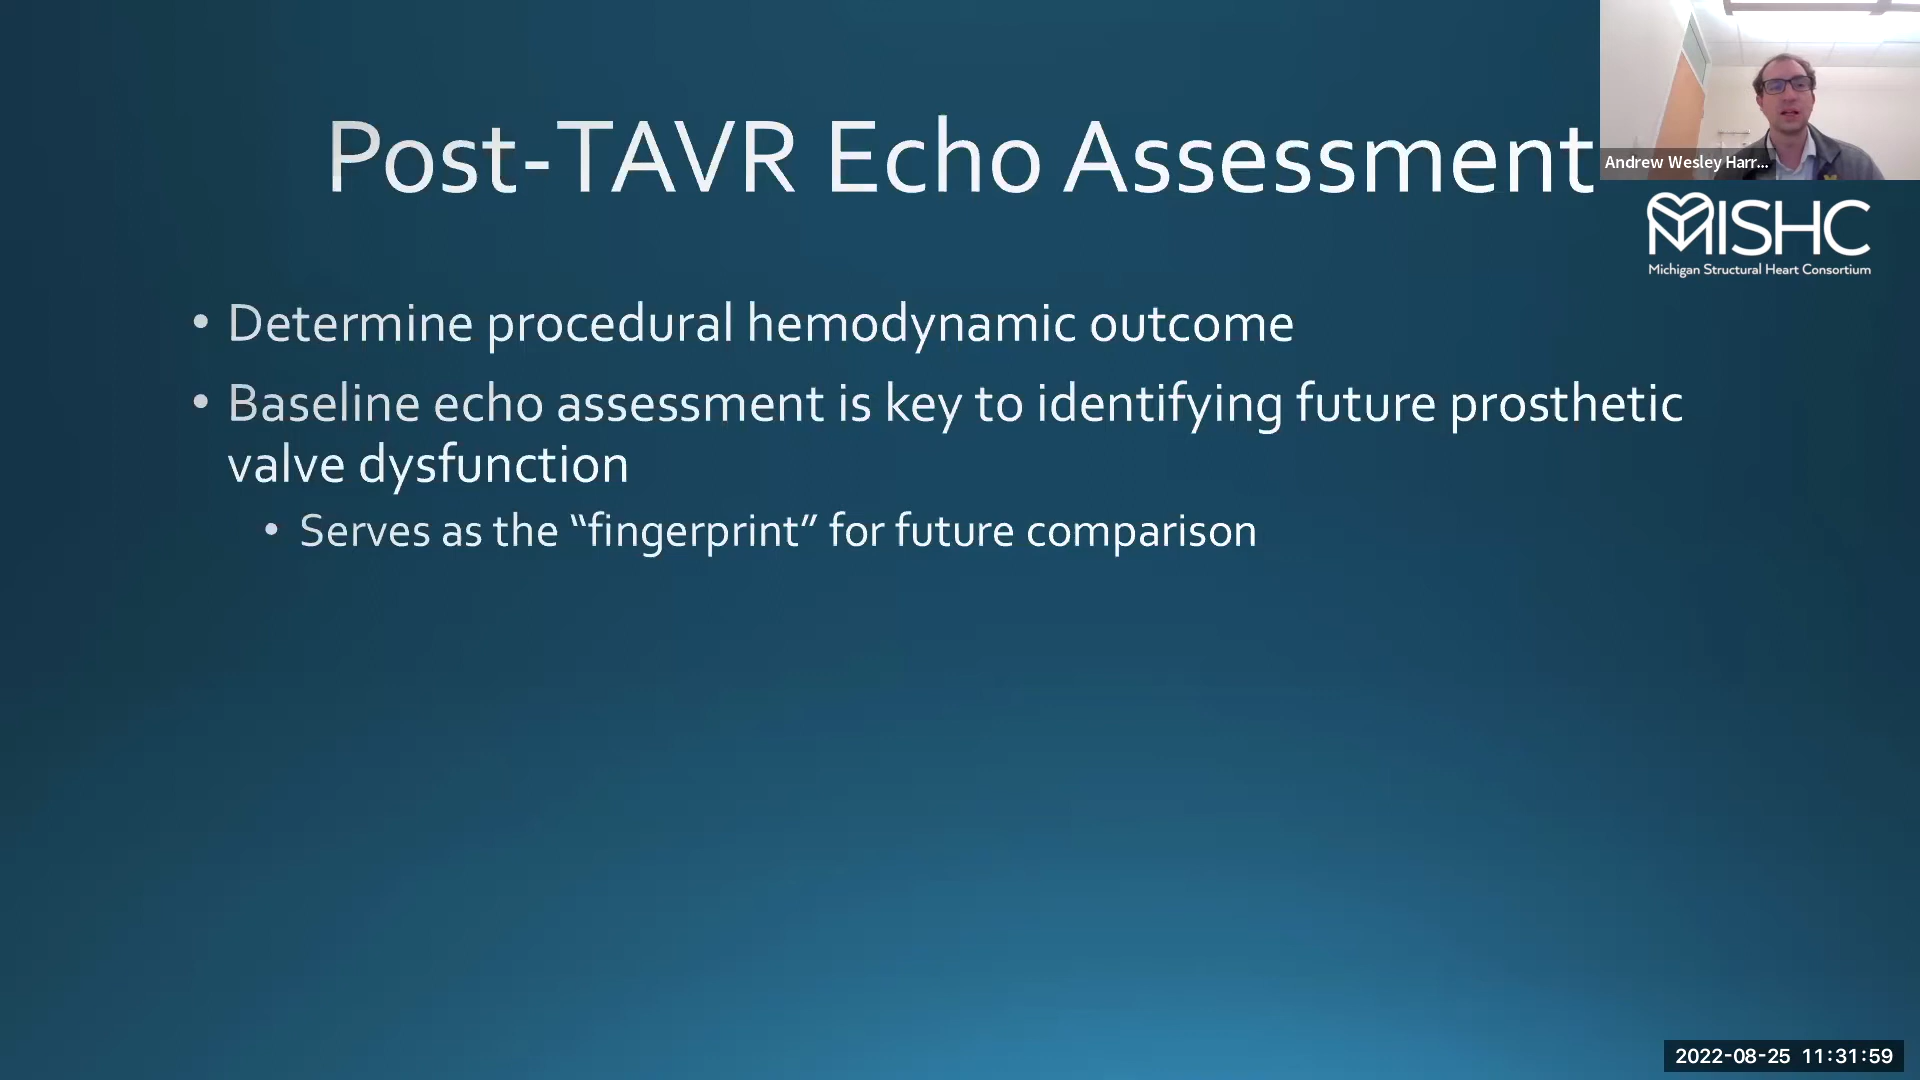 Post-TAVR Echo Assessment
Andrew Wesley Harr...
MISHC
Michigan Structural Heart Consortium
• Determine procedural hemodynamic outcome
• Baseline echo assessment is key to identifying future prosthetic
valve dysfunction
• Serves as the “fingerprint” for future comparison
2022-08-25 11:31:59